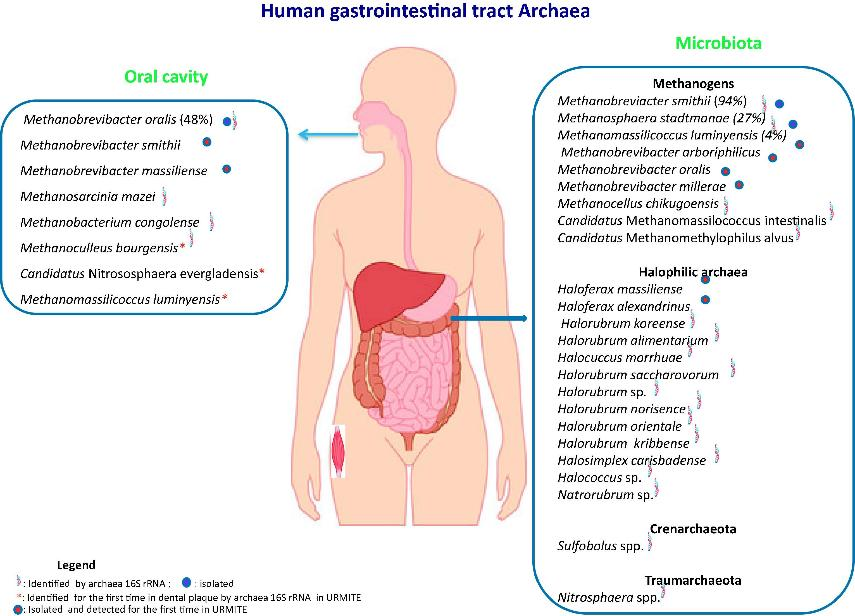 Human gastrointestinal tract Archaea
Oral cavity
Methanobrevibacter oralis (48%)
Methanobrevibacter smithii
Methanobrevibacter massiliense
Methanosarcinia mazei
Methanobacterium congolense
Methanoculleus bourgensis*
Candidatus Nitrososphaera evergladensis*
Methanomassilicoccus luminyensis*
Microbiota
Methanogens
Methanobreviacter smithii (94%)
Methanosphaera stadtmanae (27%)
Methanomassilicoccus luminyensis (4%)
Methanobrevibacter arboriphilicus
Methanobrevibacter oralis
Methanobrevibacter millerae
Methanocellus chikugoensis
Candidatus Methanomassilococcus intestinalis
Candidatus Methanomethylophilus alvus
Halophilic archaea
Haloferax massiliense
Haloferax alexandrinus
Halorubrum koreense
Halorubrum alimentarium
Halocuccus morrhuae
Halorubrum saccharovorum
Halorubrum sp.
Halorubrum norisence
Halorubrum orientale
Halorubrum kribbense
Halosimplex carisbadense
Halococcus sp.
Natrorubrum sp.
Crenarchaeota
Sulfobolus spp.
Traumarchaeota
Nitrosphaera spp.
Legend
: Identified by archaea 16S rRNA ; : isolated
*: Identified for the first time in dental plaque by archaea 16S rRNA in URMITE
: Isolated and detected for the first time in URMITE